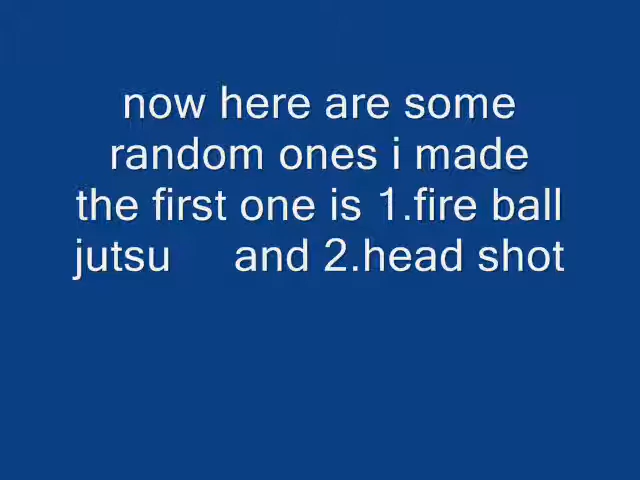 now here are some
random ones i made
the first one is 1.fire ball
jutsu     and 2.head shot